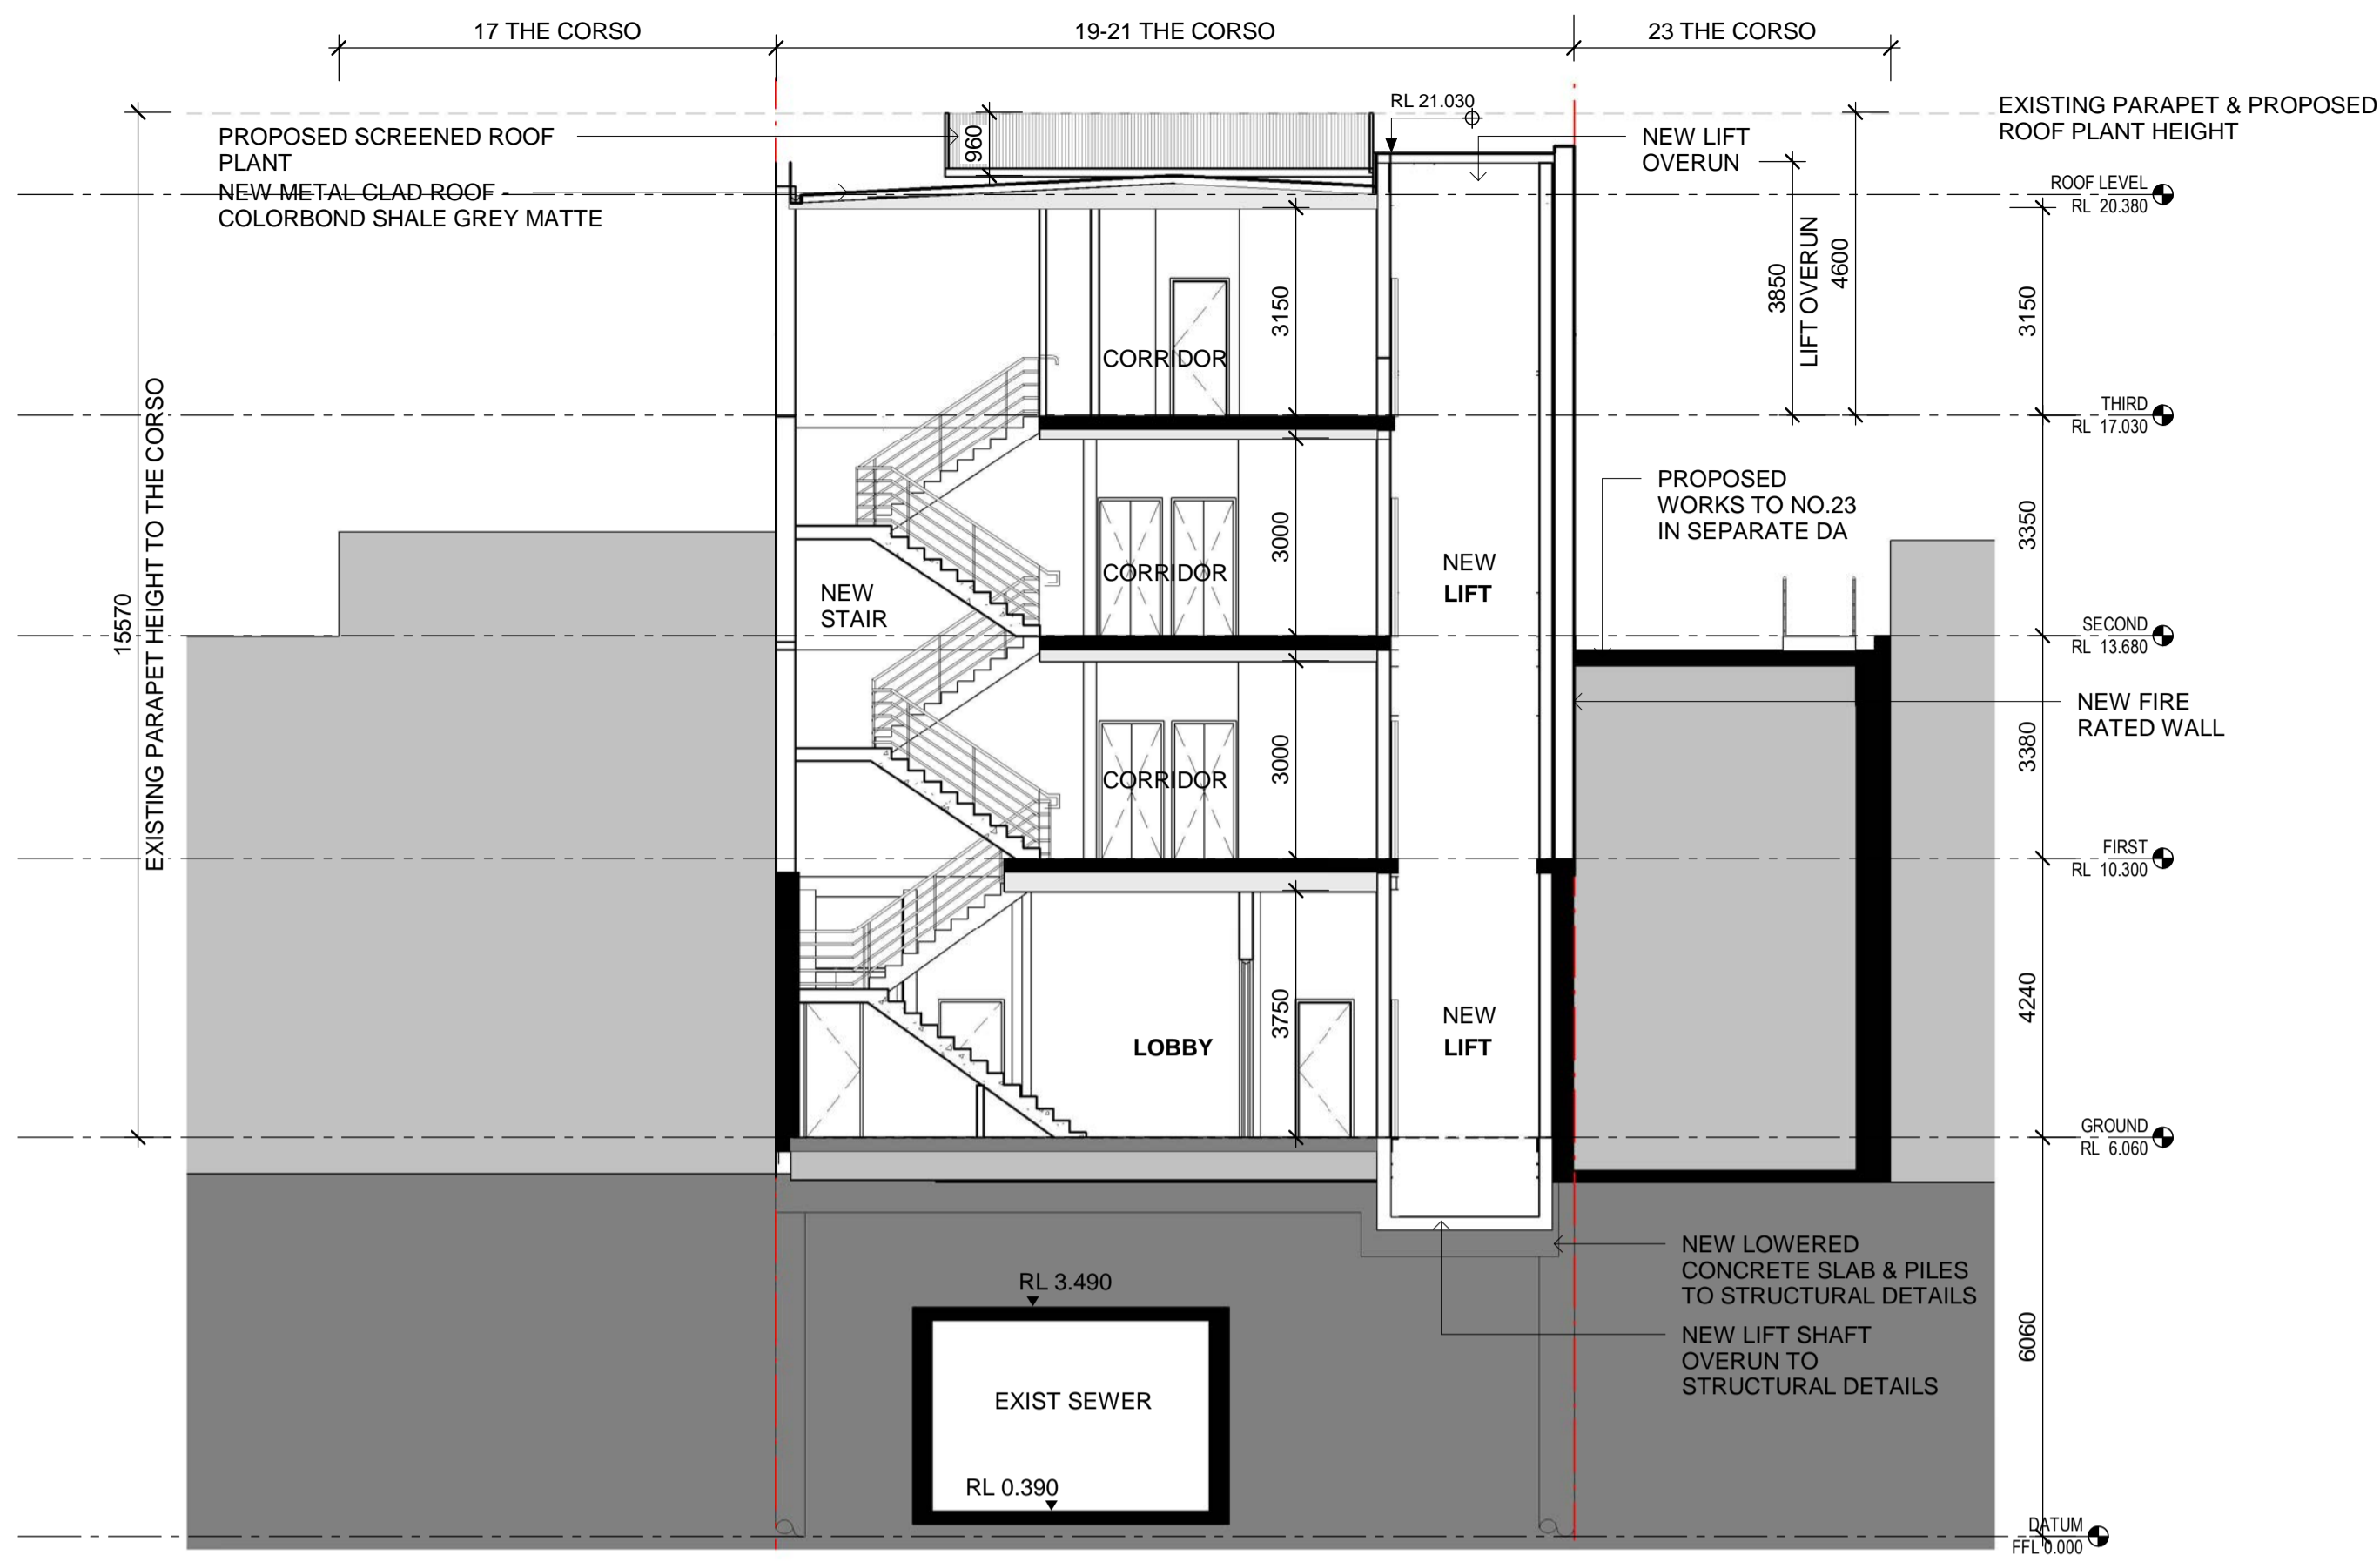 17 THE CORSO
19-21 THE CORSO
23 THE CORSO
RL 21.030
EXISTING PARAPET & PROPOSED
ROOF PLANT HEIGHT
PROPOSED SCREENED ROOF
PLANT
NEW METAL CLAD ROOF -
COLORBOND SHALE GREY MATTE
960
NEW LIFT
OVERUN
ROOF LEVEL
RL 20.380
3150
CORRIDOR
3850
LIFT OVERUN
4600
3150
THIRD
RL 17.030
15570
EXISTING PARAPET HEIGHT TO THE CORSO
PROPOSED
WORKS TO NO.23
IN SEPARATE DA
3000
CORRIDOR
NEW
LIFT
3350
NEW
STAIR
SECOND
RL 13.680
NEW FIRE
RATED WALL
3000
CORRIDOR
3380
FIRST
RL 10.300
3750
LOBBY
NEW
LIFT
4240
GROUND
RL 6.060
NEW LOWERED
CONCRETE SLAB & PILES
TO STRUCTURAL DETAILS
RL 3.490
NEW LIFT SHAFT
OVERUN TO
STRUCTURAL DETAILS
6060
EXIST SEWER
RL 0.390
DATUM
FFL 0.000